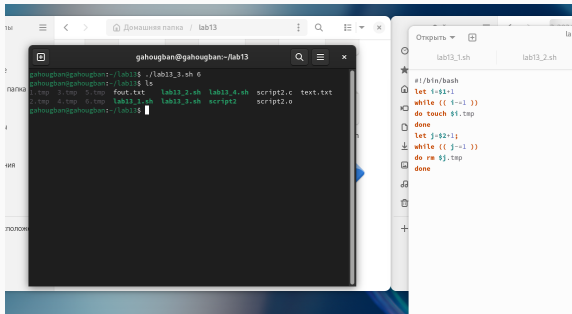 лы
Домашняя папка / lab13
gahougban@gahougban:~/lab13
gahougban@gahougban:~/lab13$ ./lab13_3.sh 6
gahougban@gahougban:~/lab13$ ls
1.tmp 3.tmp 5.tmp fout.txt lab13_2.sh lab13_4.sh script2.c text.txt
2.tmp 4.tmp 6.tmp lab13_1.sh lab13_3.sh script2 script2.o
gahougban@gahougban:~/lab13$
папка
ния
положе
Открыть
la
lab13_1.sh
lab13_2.sh
#!/bin/bash
let i=$1+1
while (( i-=1 ))
do touch $i.tmp
done
let j=$2+1;
while (( j-=1 ))
do rm $j.tmp
done